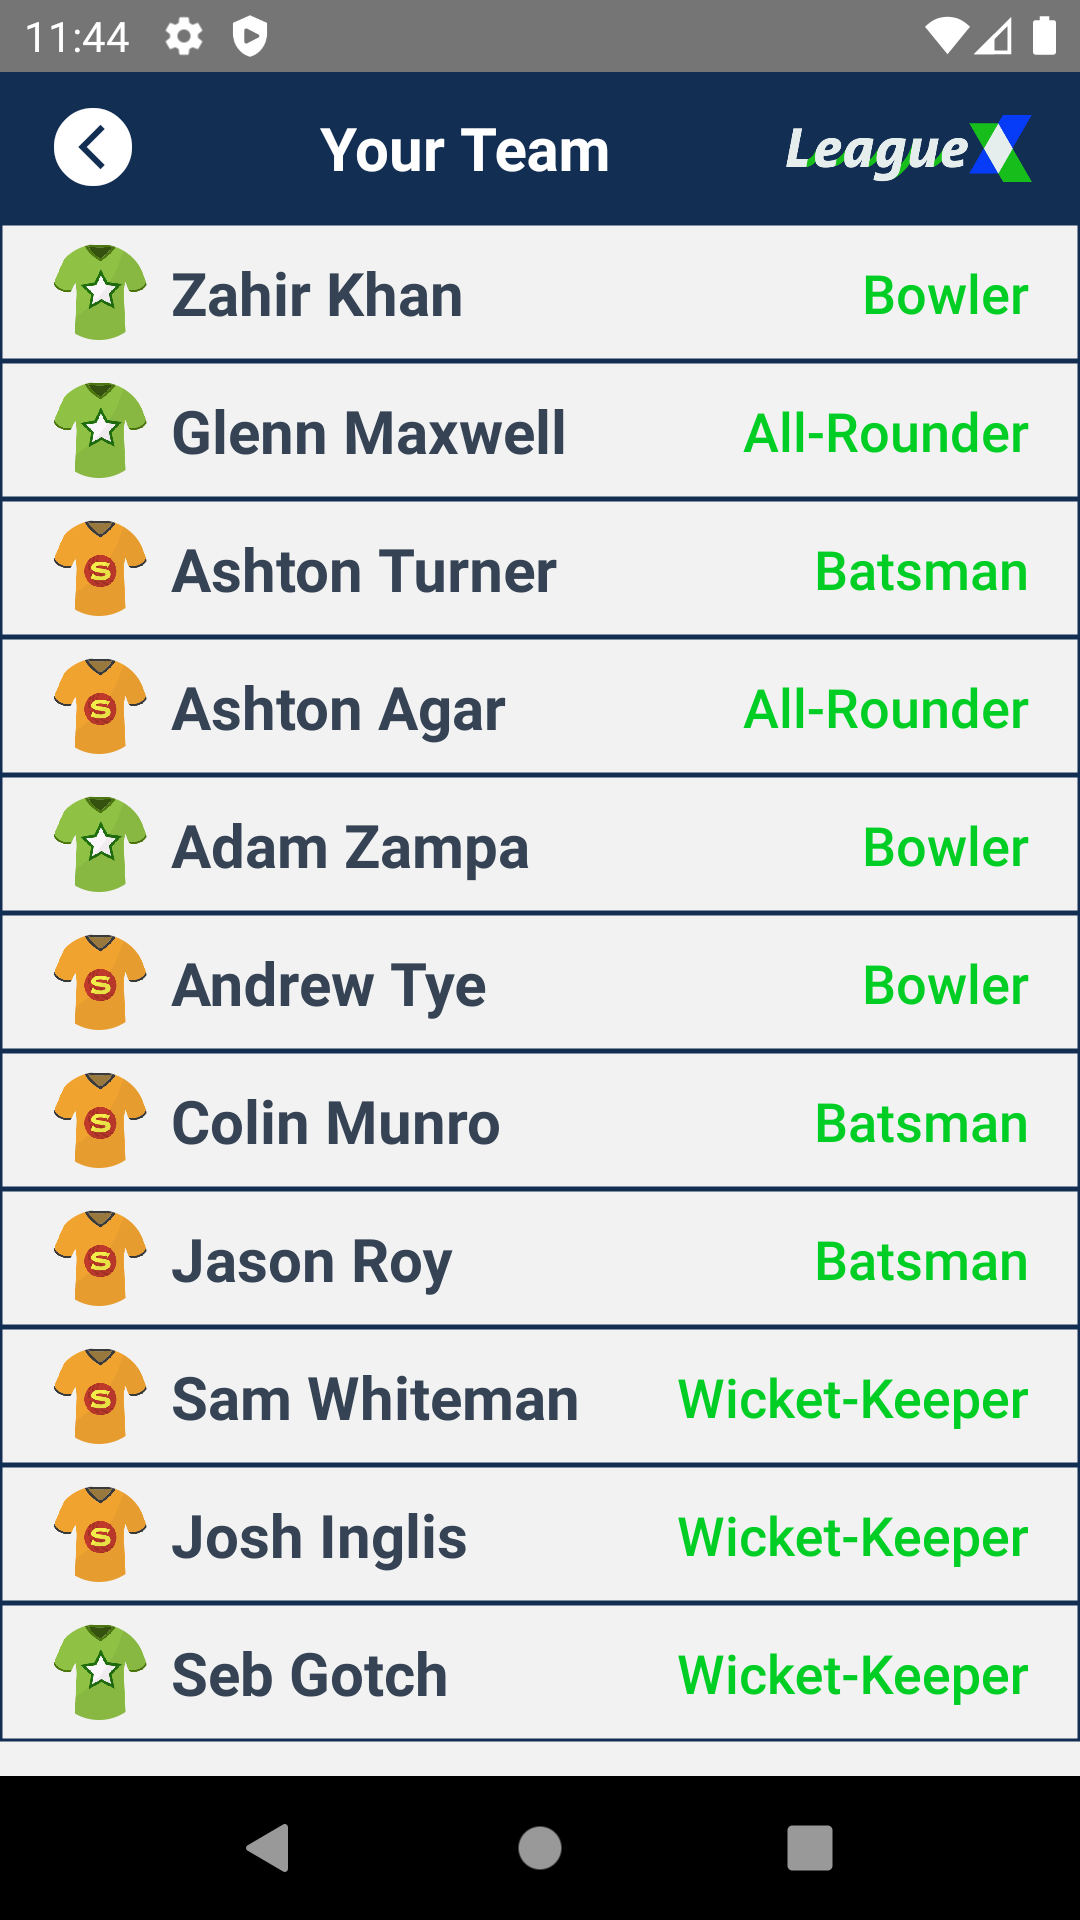 11:44
Your Team LeagueX
Zahir Khan Bowler
Glenn Maxwell All-Rounder
S Ashton Turner Batsman
S Ashton Agar All-Rounder
Adam Zampa Bowler
S Andrew Tye Bowler
S Colin Munro Batsman
S Jason Roy Batsman
S Sam Whiteman Wicket-Keeper
S Josh Inglis Wicket-Keeper
Seb Gotch Wicket-Keeper